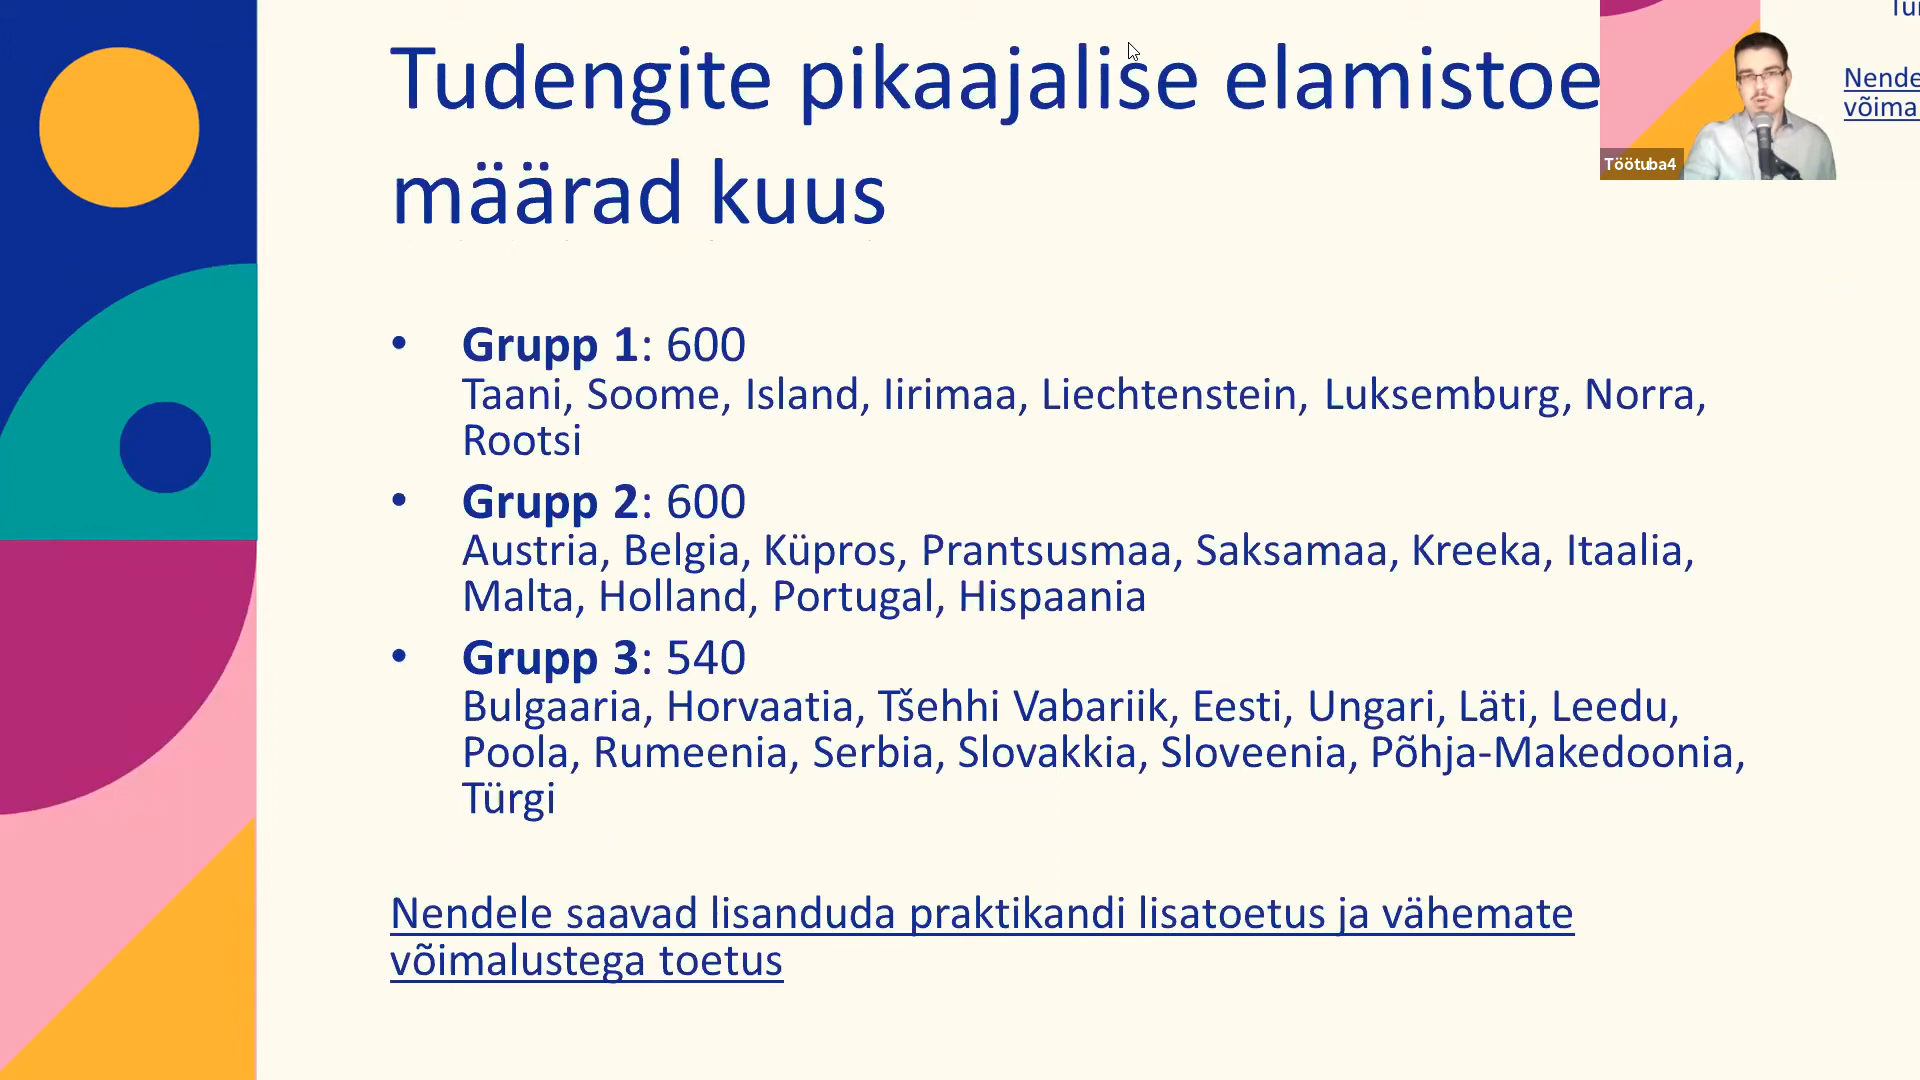 Tudengite pikaajalise elamistoe
määrad kuus
Grupp 1: 600
Taani, Soome, Island, Iirimaa, Liechtenstein, Luksemburg, Norra,
Rootsi
Grupp 2: 600
Austria, Belgia, Küpros, Prantsusmaa, Saksamaa, Kreeka, Itaalia,
Malta, Holland, Portugal, Hispaania
Grupp 3: 540
Bulgaaria, Horvaatia, Tšehhi Vabariik, Eesti, Ungari, Läti, Leedu,
Poola, Rumeenia, Serbia, Slovakkia, Sloveenia, Põhja-Makedoonia,
Türgi
Nendele saavad lisanduda praktikandi lisatoetus ja vähemate
võimalustega toetus
Töötuba4
Nende
võima